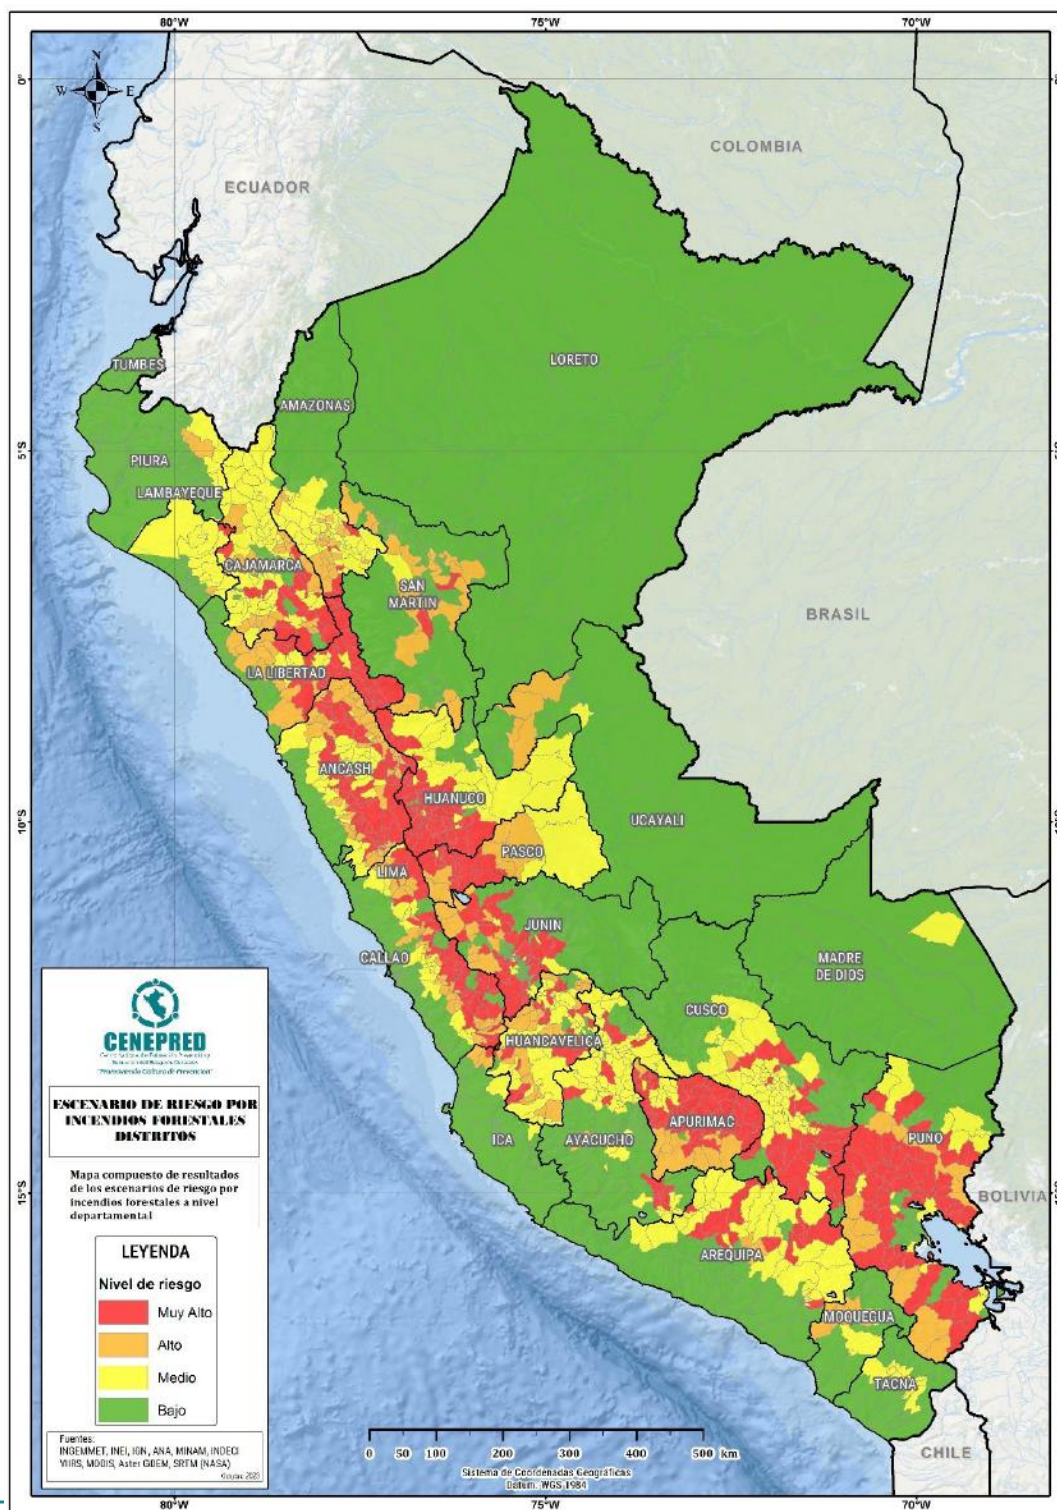 80°W 75°W 70°W
N
W E
S
0°
COLOMBIA
ECUADOR
LORETO
TUMBES
AMAZONAS
5°S
PIURA
LAMBAYEQUE
CAJAMARCA
SAN
MARTIN
BRASIL
LA LIBERTAD
ANCASH
HUANUCO
10°S
UCAYALI
PASCO
LIMA
JUNIN
CALLAO
MADRE
DE DIOS
CUSCO
HUANCAVELICA
APURIMAC
ICA
AYACUCHO
PUNO
15°S
BOLIVIA
AREQUIPA
MOQUEGUA
TACNA
CHILE
CENEPRED
ESCENARIO DE RIESGO POR
INCENDIOS FORESTALES
DISTRITOS
Mapa compuesto de resultados
de los escenarios de riesgo por
incendios forestales a nivel
departamental
LEYENDA
Nivel de riesgo
Muy Alto
Alto
Medio
Bajo
Fuentes:
INGEMMET, INEI, IGN, ANA, MINAM, INDECI
VIIRS, MODIS, Aster GDEM, SRTM (NASA)
0 50 100 200 300 400 500 km
Sistema de Coordenadas Geográficas
Datum: WGS 1984
80°W 75°W 70°W